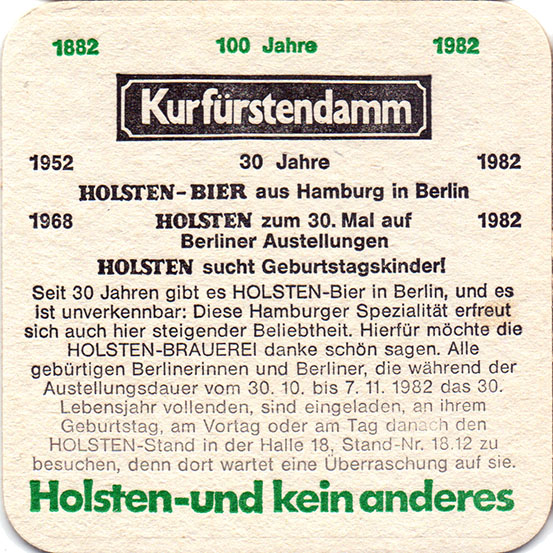 1882 100 Jahre 1982
Kurfürstendamm
1952 30 Jahre 1982
HOLSTEN-BIER aus Hamburg in Berlin
1968 HOLSTEN zum 30. Mal auf 1982
Berliner Austellungen
HOLSTEN sucht Geburtstagskinder!
Seit 30 Jahren gibt es HOLSTEN-Bier in Berlin, und es
ist unverkennbar: Diese Hamburger Spezialität erfreut
sich auch hier steigender Beliebtheit. Hierfür möchte die
HOLSTEN-BRAUEREI danke schön sagen. Alle
gebürtigen Berlinerinnen und Berliner, die während der
Austellungsdauer vom 30. 10. bis 7. 11. 1982 das 30.
Lebensjahr vollenden, sind eingeladen, an ihrem
Geburtstag, am Vortag oder am Tag danach den
HOLSTEN-Stand in der Halle 18, Stand-Nr. 18.12 zu
besuchen, denn dort wartet eine Überraschung auf sie.
Holsten-und kein anderes